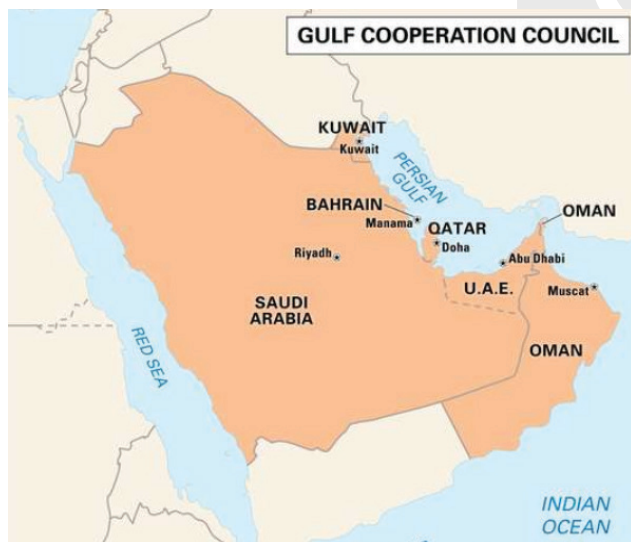 GULF COOPERATION COUNCIL
KUWAIT
Kuwait
PERSIAN
GULF
BAHRAIN
Manama
QATAR
Doha
OMAN
Riyadh
Abu Dhabi
U.A.E.
Muscat
SAUDI
ARABIA
RED SEA
OMAN
INDIAN
OCEAN